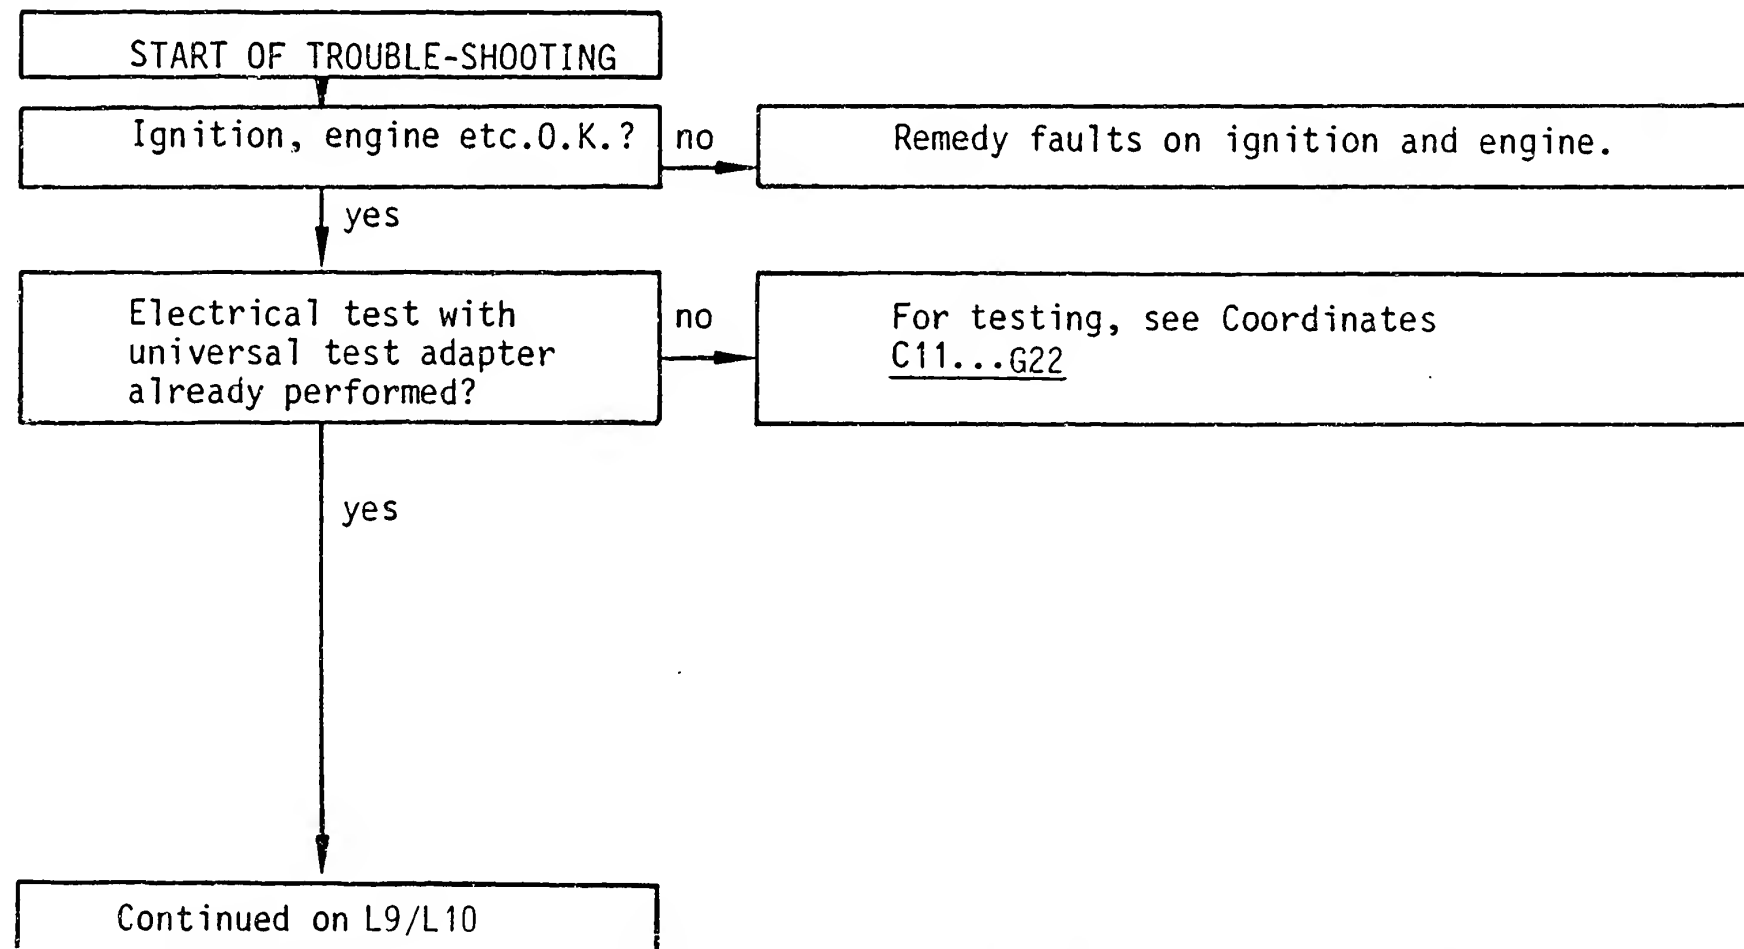 START OF TROUBLE-SHOOTING
Ignition, engine etc.O.K.?
no
Remedy faults on ignition and engine.
yes
Electrical test with
universal test adapter
already performed?
no
For testing, see Coordinates
C11...G22
yes
Continued on L9/L10